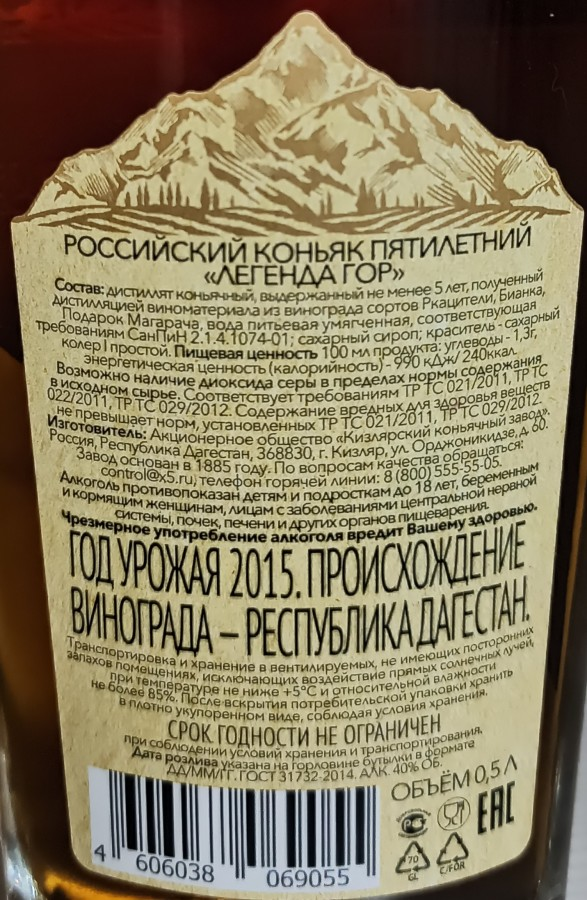 РОССИЙСКИЙ КОНЬЯК ПЯТИЛЕТНИЙ
«ЛЕГЕНДА ГОР»
Состав: дистиллят коньячный, выдержанный не менее 5 лет, полученный
дистилляцией виноматериала из винограда сортов Ркацители, Бианка,
Подарок Магарача, вода питьевая умягченная, соответствующая
требованиям СанПиН 2.1.4.1074-01; сахарный сироп; краситель - сахарный
колер I простой. Пищевая ценность 100 мл продукта: углеводы - 1,3г,
энергетическая ценность (калорийность) - 990 кДж/ 240ккал.
Возможно наличие диоксида серы в пределах нормы содержания
в исходном сырье. Соответствует требованиям ТР ТС 021/2011, ТР ТС
022/2011, ТР ТС 029/2012. Содержание вредных для здоровья веществ
не превышает норм, установленных ТР ТС 021/2011, ТР ТС 029/2012.
Изготовитель: Акционерное общество «Кизлярский коньячный завод».
Россия, Республика Дагестан, 368830, г. Кизляр, ул. Орджоникидзе, д. 60.
Завод основан в 1885 году. По вопросам качества обращаться:
control@x5.ru; телефон горячей линии: 8 (800) 555-55-05.
Алкоголь противопоказан детям и подросткам до 18 лет, беременным
и кормящим женщинам, лицам с заболеваниями центральной нервной
системы, почек, печени и других органов пищеварения.
Чрезмерное употребление алкоголя вредит Вашему здоровью.
ГОД УРОЖАЯ 2015. ПРОИСХОЖДЕНИЕ
ВИНОГРАДА – РЕСПУБЛИКА ДАГЕСТАН.
Транспортировка и хранение в вентилируемых, не имеющих посторонних
запахов помещениях, исключающих воздействие прямых солнечных лучей,
при температуре не ниже +5°С и относительной влажности
не более 85%. После вскрытия потребительской упаковки хранить
в плотно укупоренном виде, соблюдая условия хранения.
СРОК ГОДНОСТИ НЕ ОГРАНИЧЕН
при соблюдении условий хранения и транспортирования.
Дата розлива указана на горловине бутылки в формате
ДД/ММ/ГГ. ГОСТ 31732-2014. АЛК. 40% ОБ.
ОБЪЁМ 0,5 Л
EAC
70
GL
C/FOR
4 606038 069055